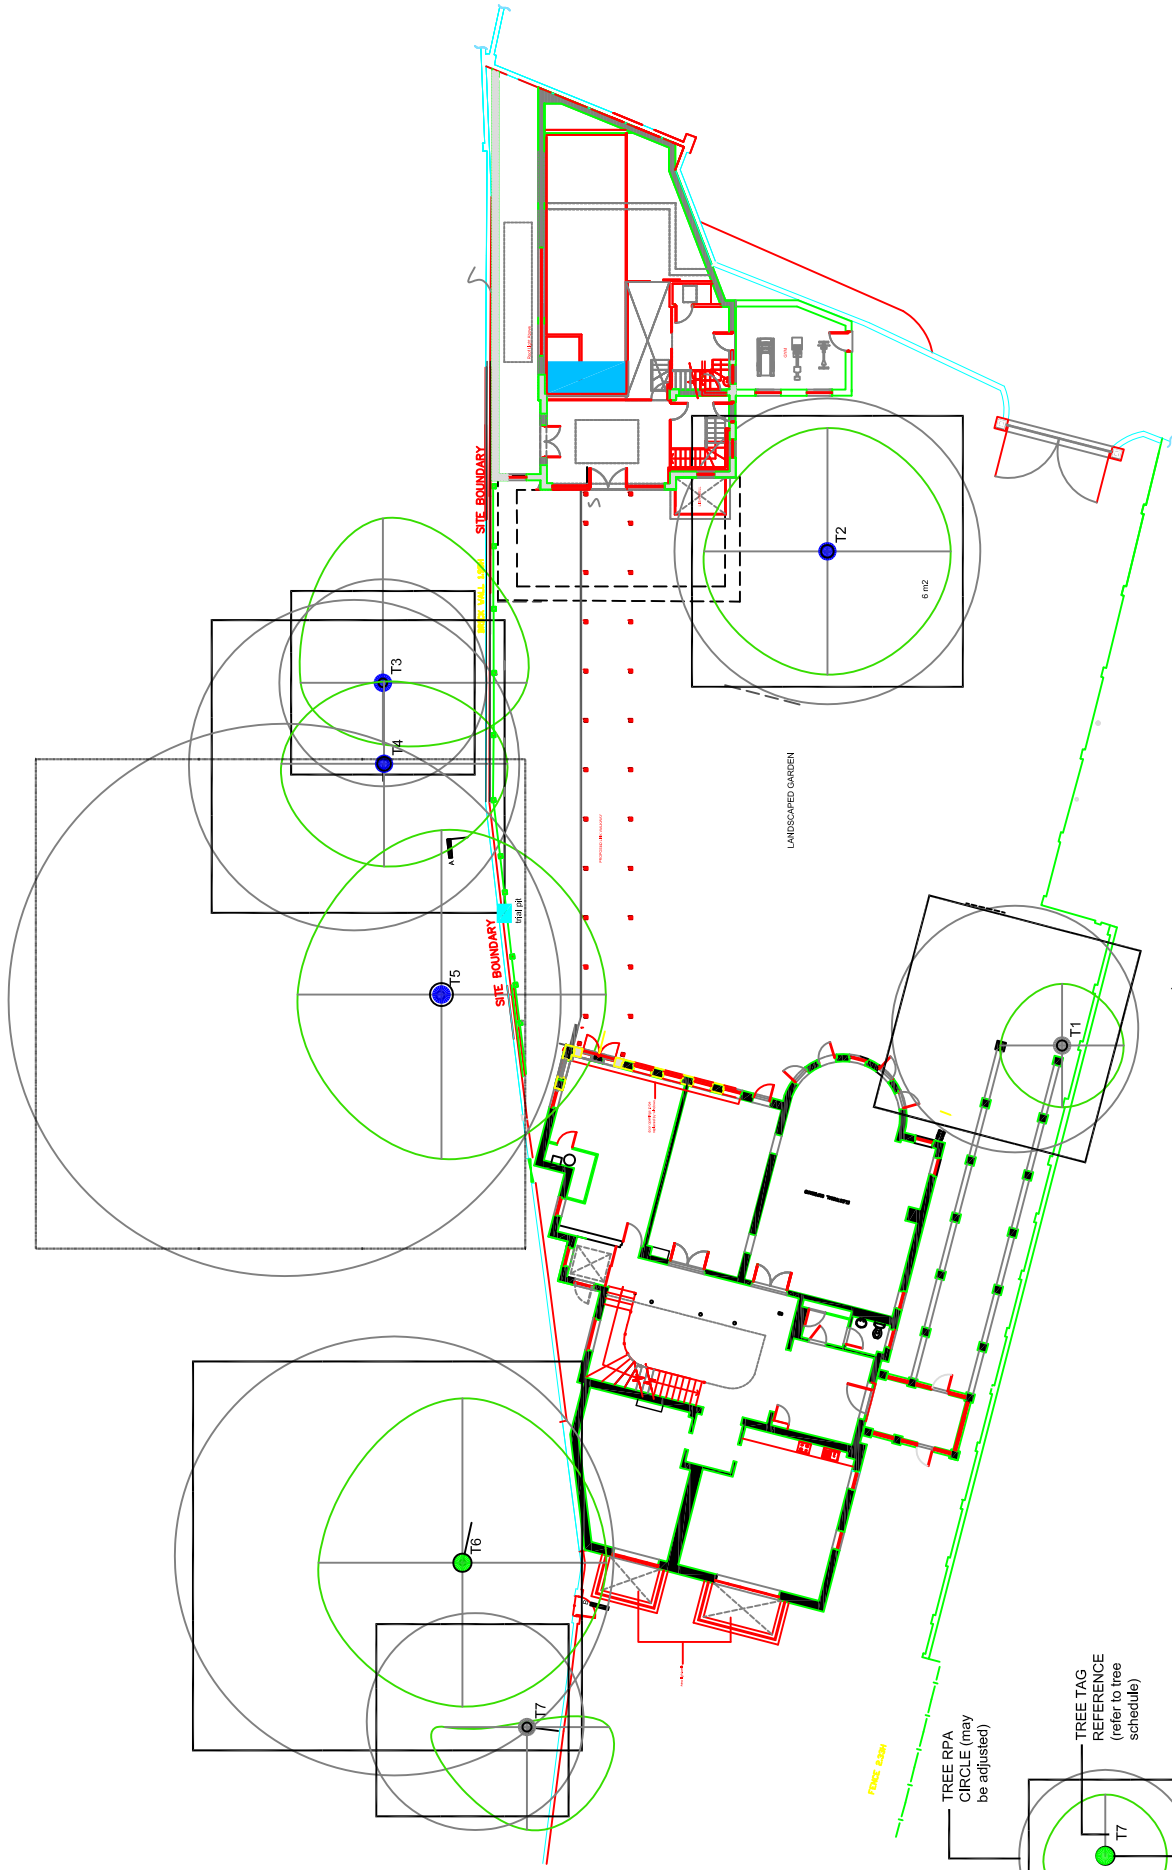 SITE BOUNDARY
T2
6 m2
T3
T4
LANDSCAPED GARDEN
A
trial pit
SITE BOUNDARY
T5
T1
T6
T7
TREE RPA
CIRCLE (may
be adjusted)
TREE TAG
REFERENCE
(refer to tree
schedule)
T7